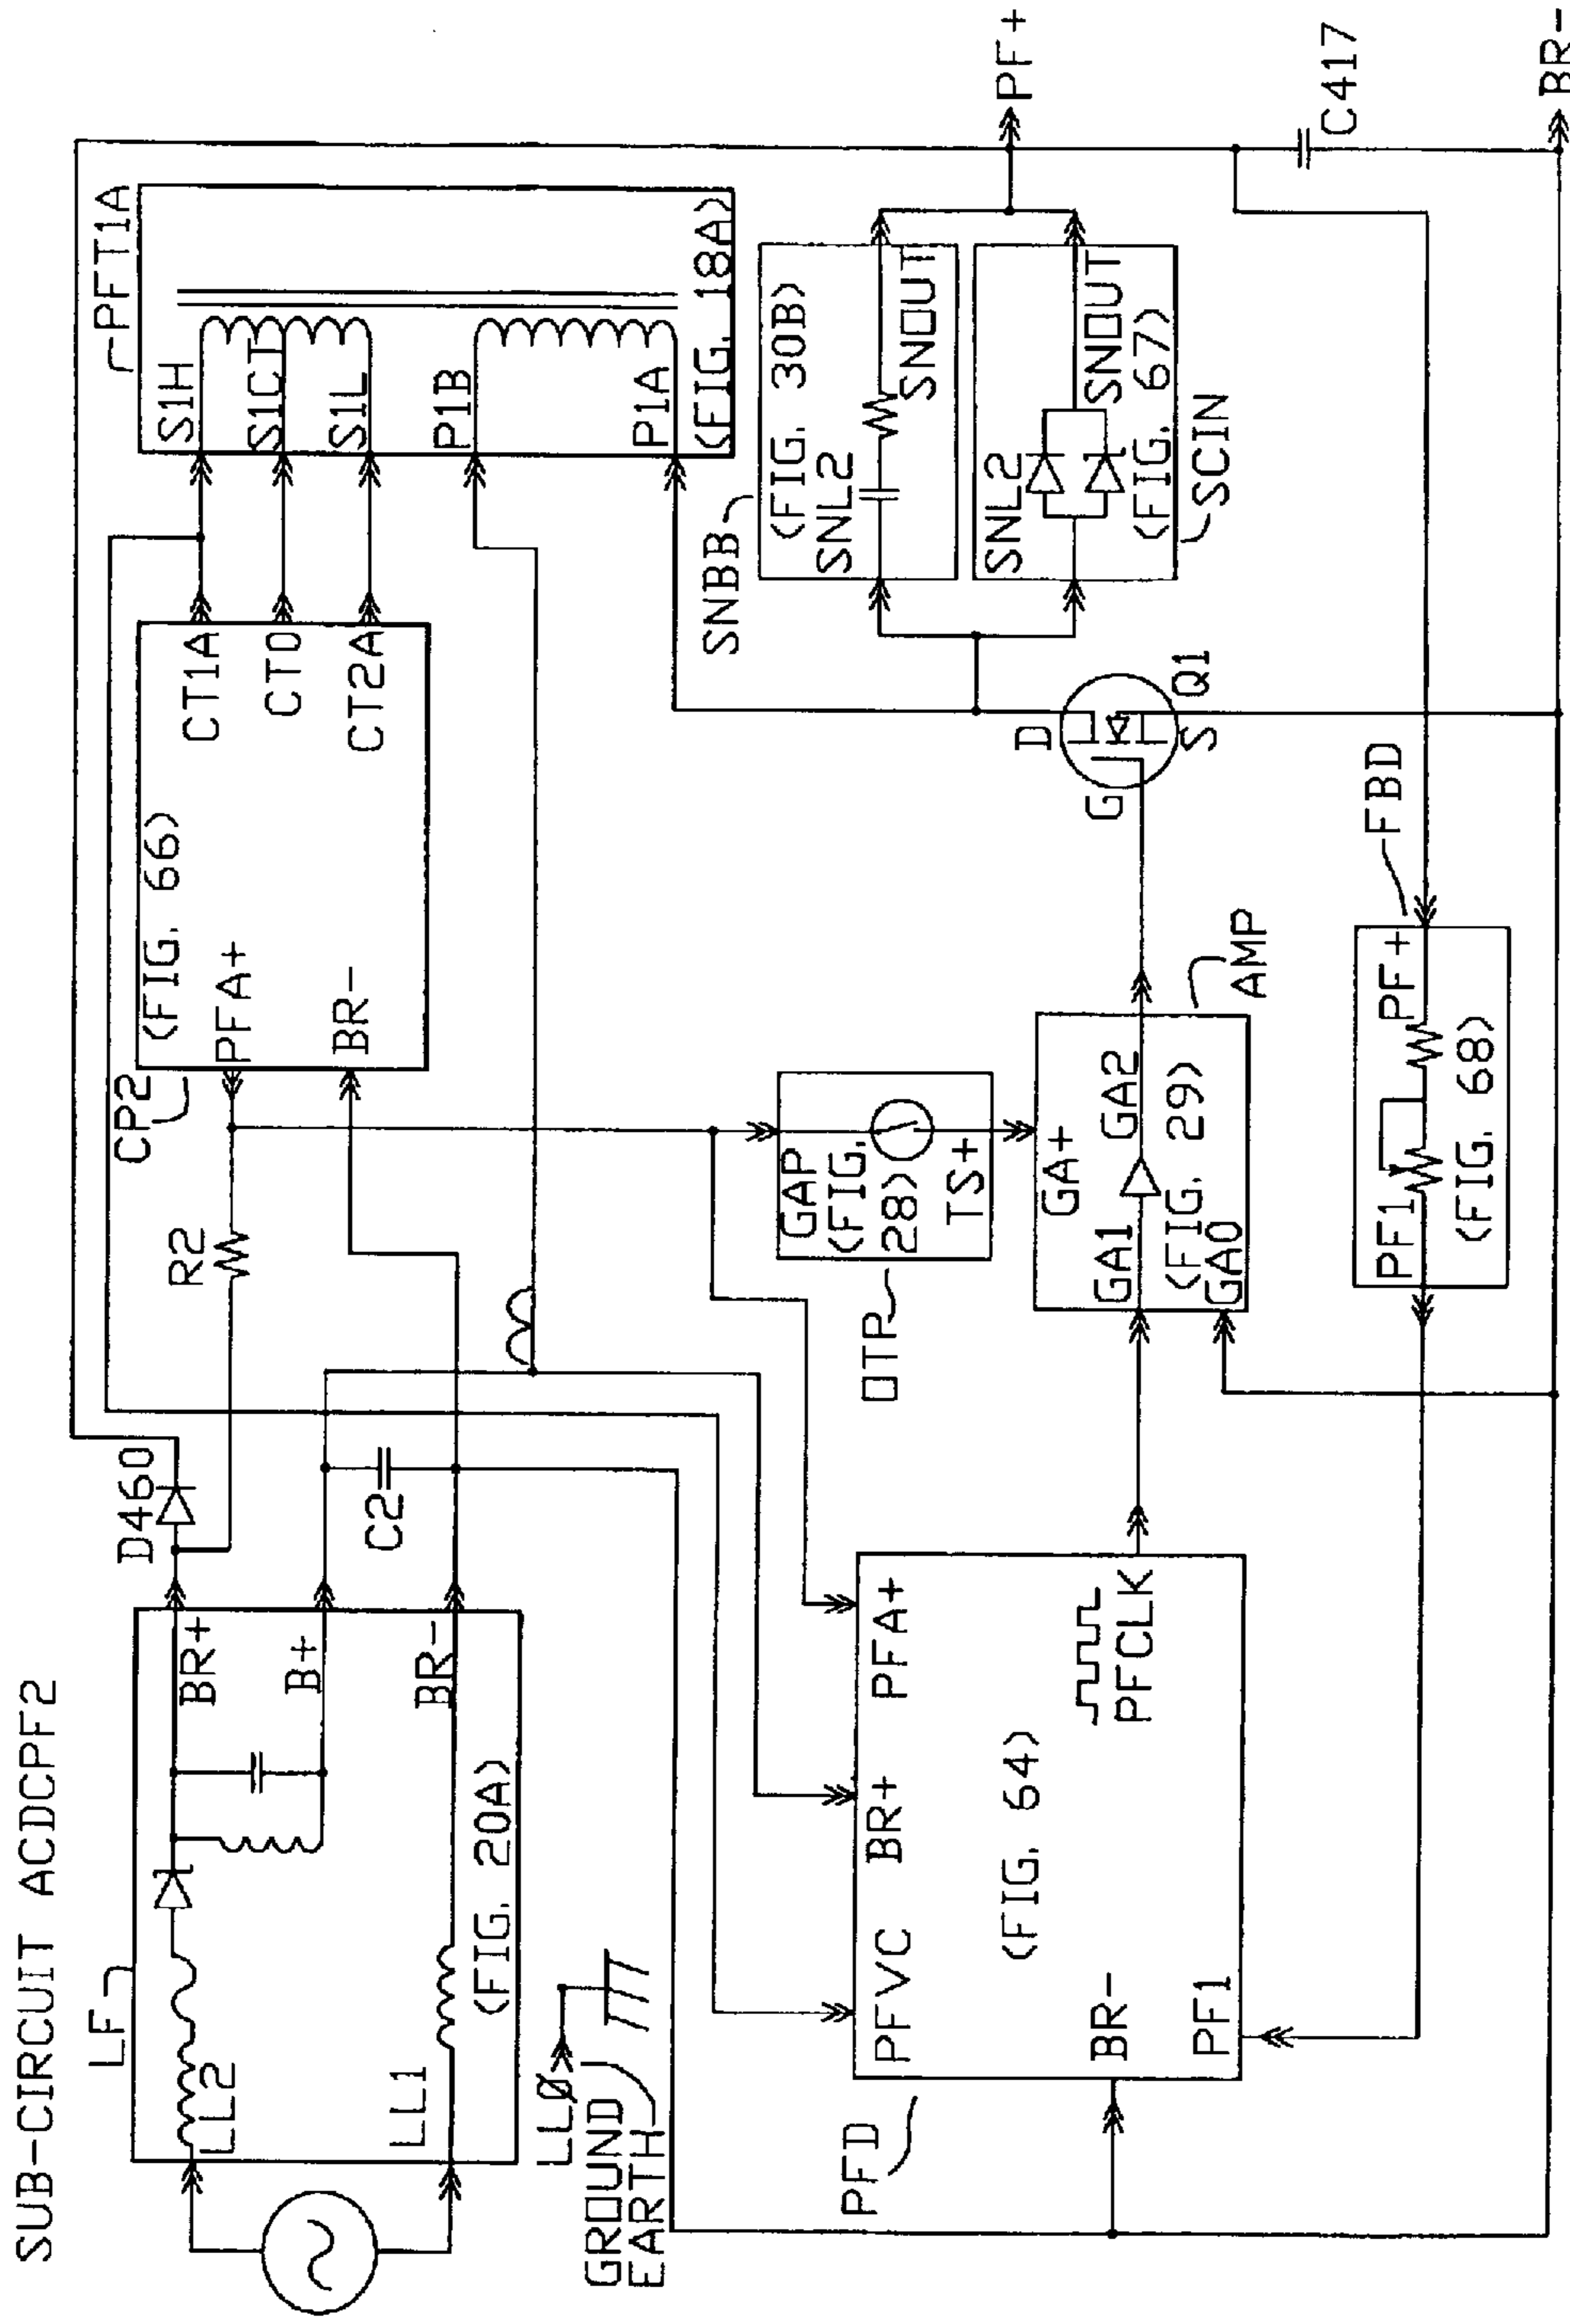 SUB-CIRCUIT ACDCPF2
LF
LL2
LL1
BR+
B+
BR-
(FIG. 20A)
LLØ
GROUND
EARTH
D460
R2
C2
CP2
(FIG. 66)
PFA+
BR-
CT1A
CT0
CT2A
PFT1A
S1H
S1CT
S1L
P1B
P1A
(FIG. 18A)
PFD
PFVC
BR+
PFA+
(FIG. 64)
BR-
PF1
PFCLK
OTP
GAP
(FIG.
28)
TS+
AMP
GA+
GA1
GA2
(FIG. 29)
GA0
D
G
S
Q1
SNBB
(FIG. 30B)
SNL2
SNOUT
SNL2
SNOUT
(FIG. 67)
SCIN
FBD
PF1
PF+
(FIG. 68)
PF+
C417
BR-